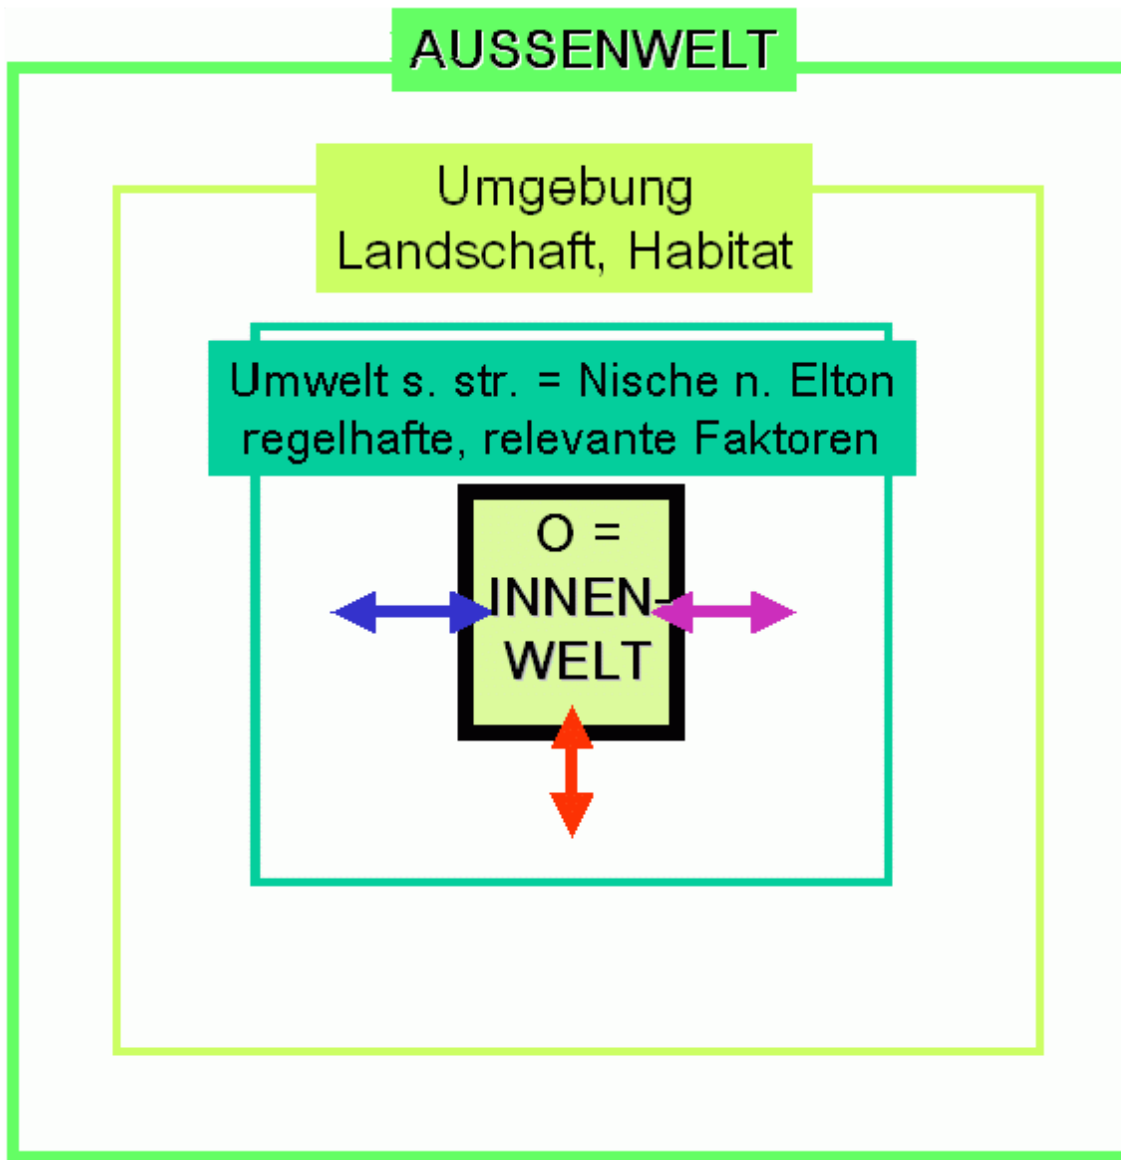 AUSSENWELT
Umgebung
Landschaft, Habitat
Umwelt s. str. = Nische n. Elton
regelhafte, relevante Faktoren
O =
INNEN-
WELT